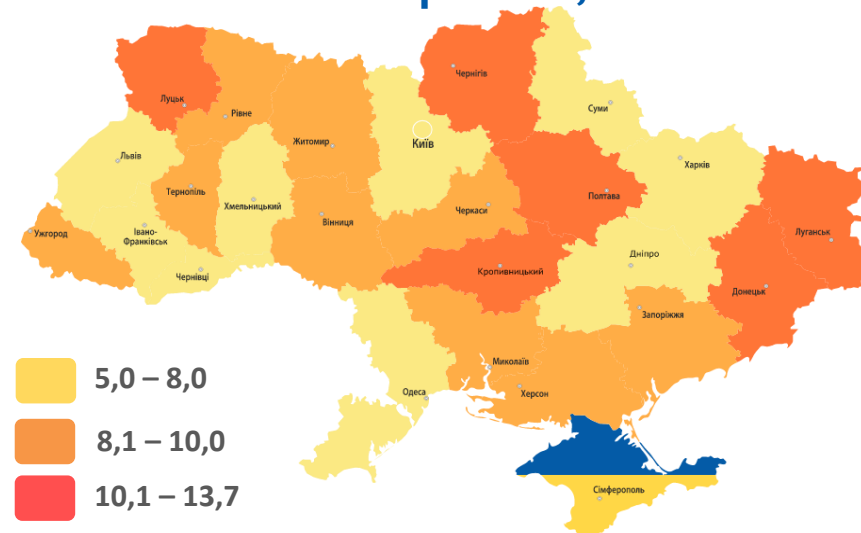 Чернігів
Луцьк
Суми
Рівне
Житомир
Київ
Львів
Харків
Тернопіль
Полтава
Хмельницький
Черкаси
Вінниця
Ужгород
Івано-
Франківськ
Луганськ
Дніпро
Чернівці
Кропивницький
Донецьк
Запоріжжя
Миколаїв
5,0 – 8,0
Одеса
Херсон
8,1 – 10,0
10,1 – 13,7
Сімферополь